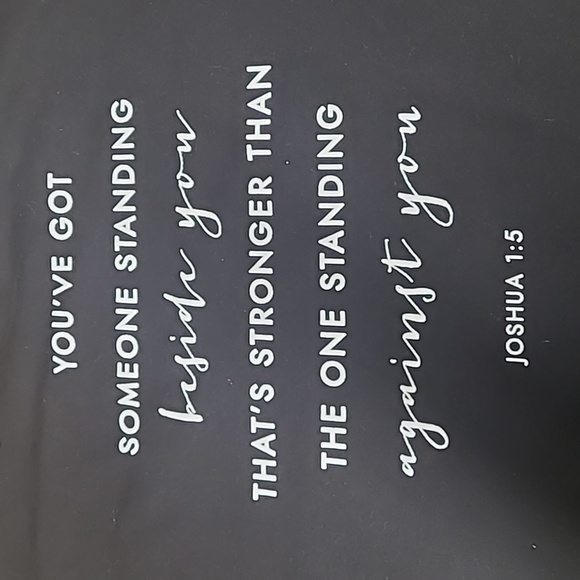 YOU'VE GOT
SOMEONE STANDING
beside you
THAT'S STRONGER THAN
THE ONE STANDING
against you
JOSHUA 1:5